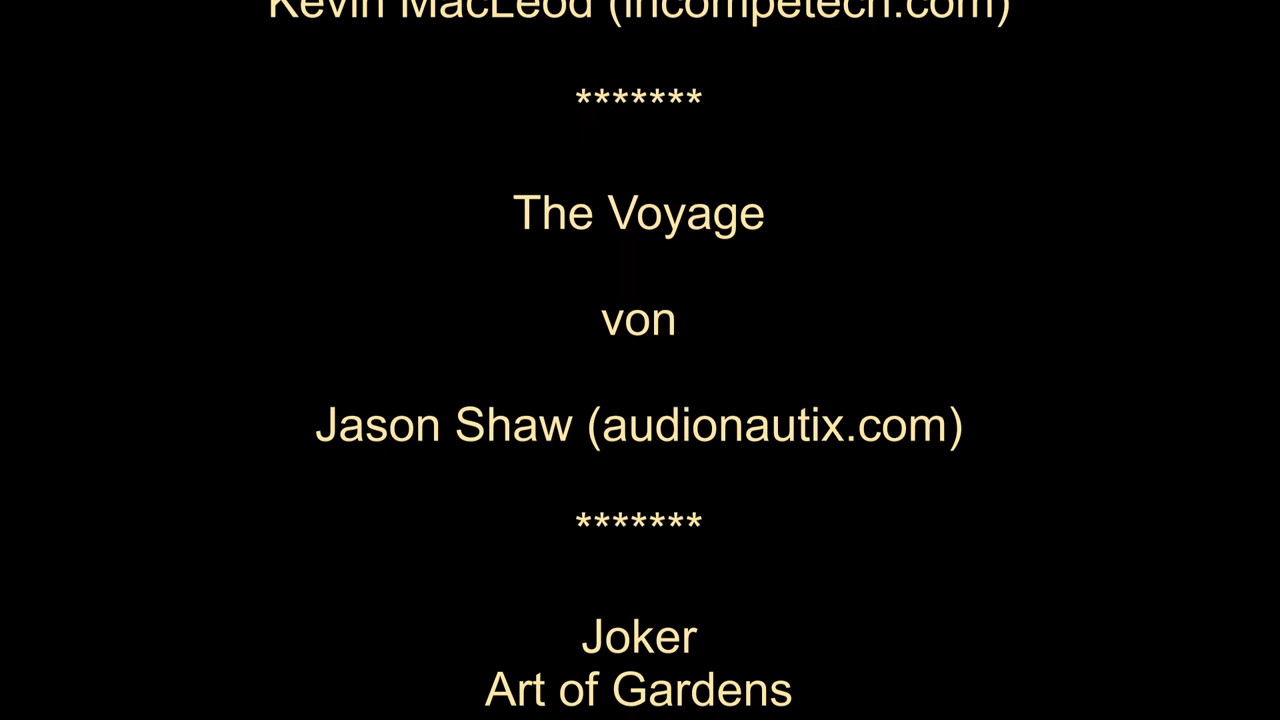 Kevin MacLeod (incompetech.com)
*******
The Voyage
von
Jason Shaw (audionautix.com)
*******
Joker
Art of Gardens